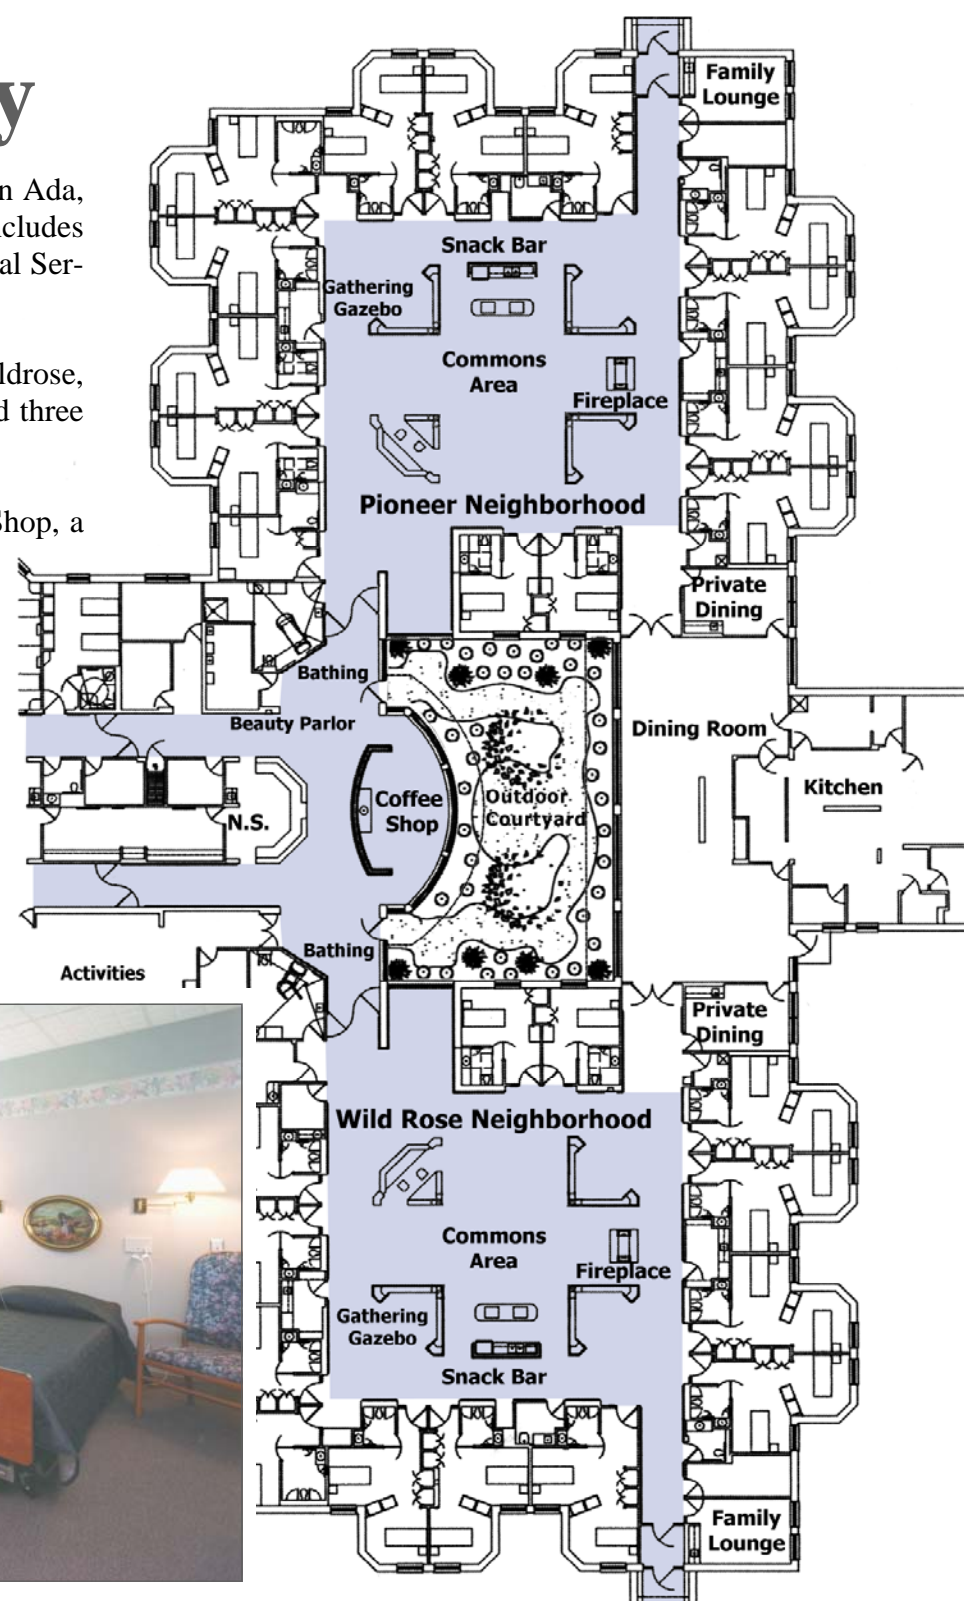 y
n Ada,
ncludes
al Ser-
ldrose,
d three
Shop, a
Family
Lounge
Snack Bar
Gathering
Gazebo
Commons
Area
Fireplace
Pioneer Neighborhood
Private
Dining
Bathing
Beauty Parlor
Dining Room
Kitchen
Coffee
Shop
Outdoor
Courtyard
N.S.
Bathing
Activities
Private
Dining
Wild Rose Neighborhood
Commons
Area
Fireplace
Gathering
Gazebo
Snack Bar
Family
Lounge